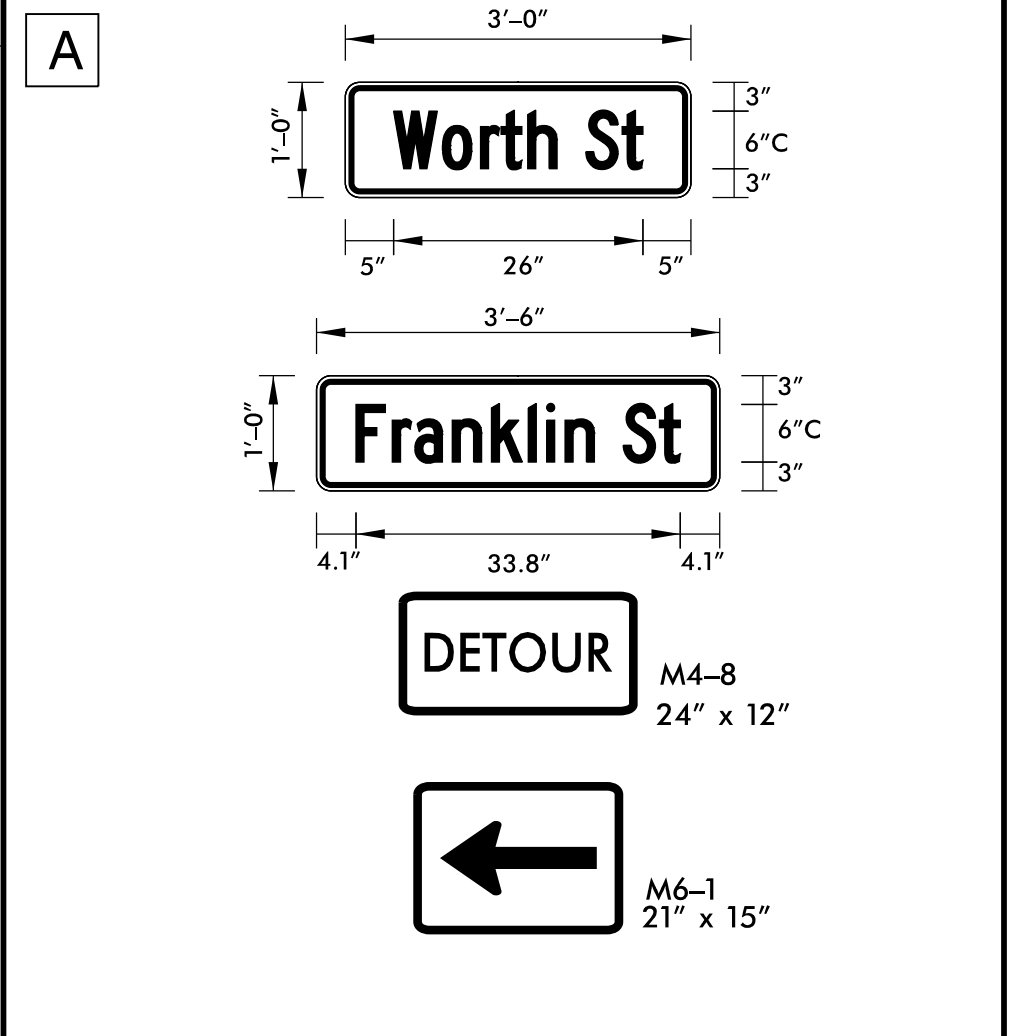 A
3'–0"
1'–0"
Worth St
3"
6"C
3"
5" 26" 5"
3'–6"
1'–0"
Franklin St
3"
6"C
3"
4.1" 33.8" 4.1"
DETOUR
M4–8
24" x 12"
M6–1
21" x 15"